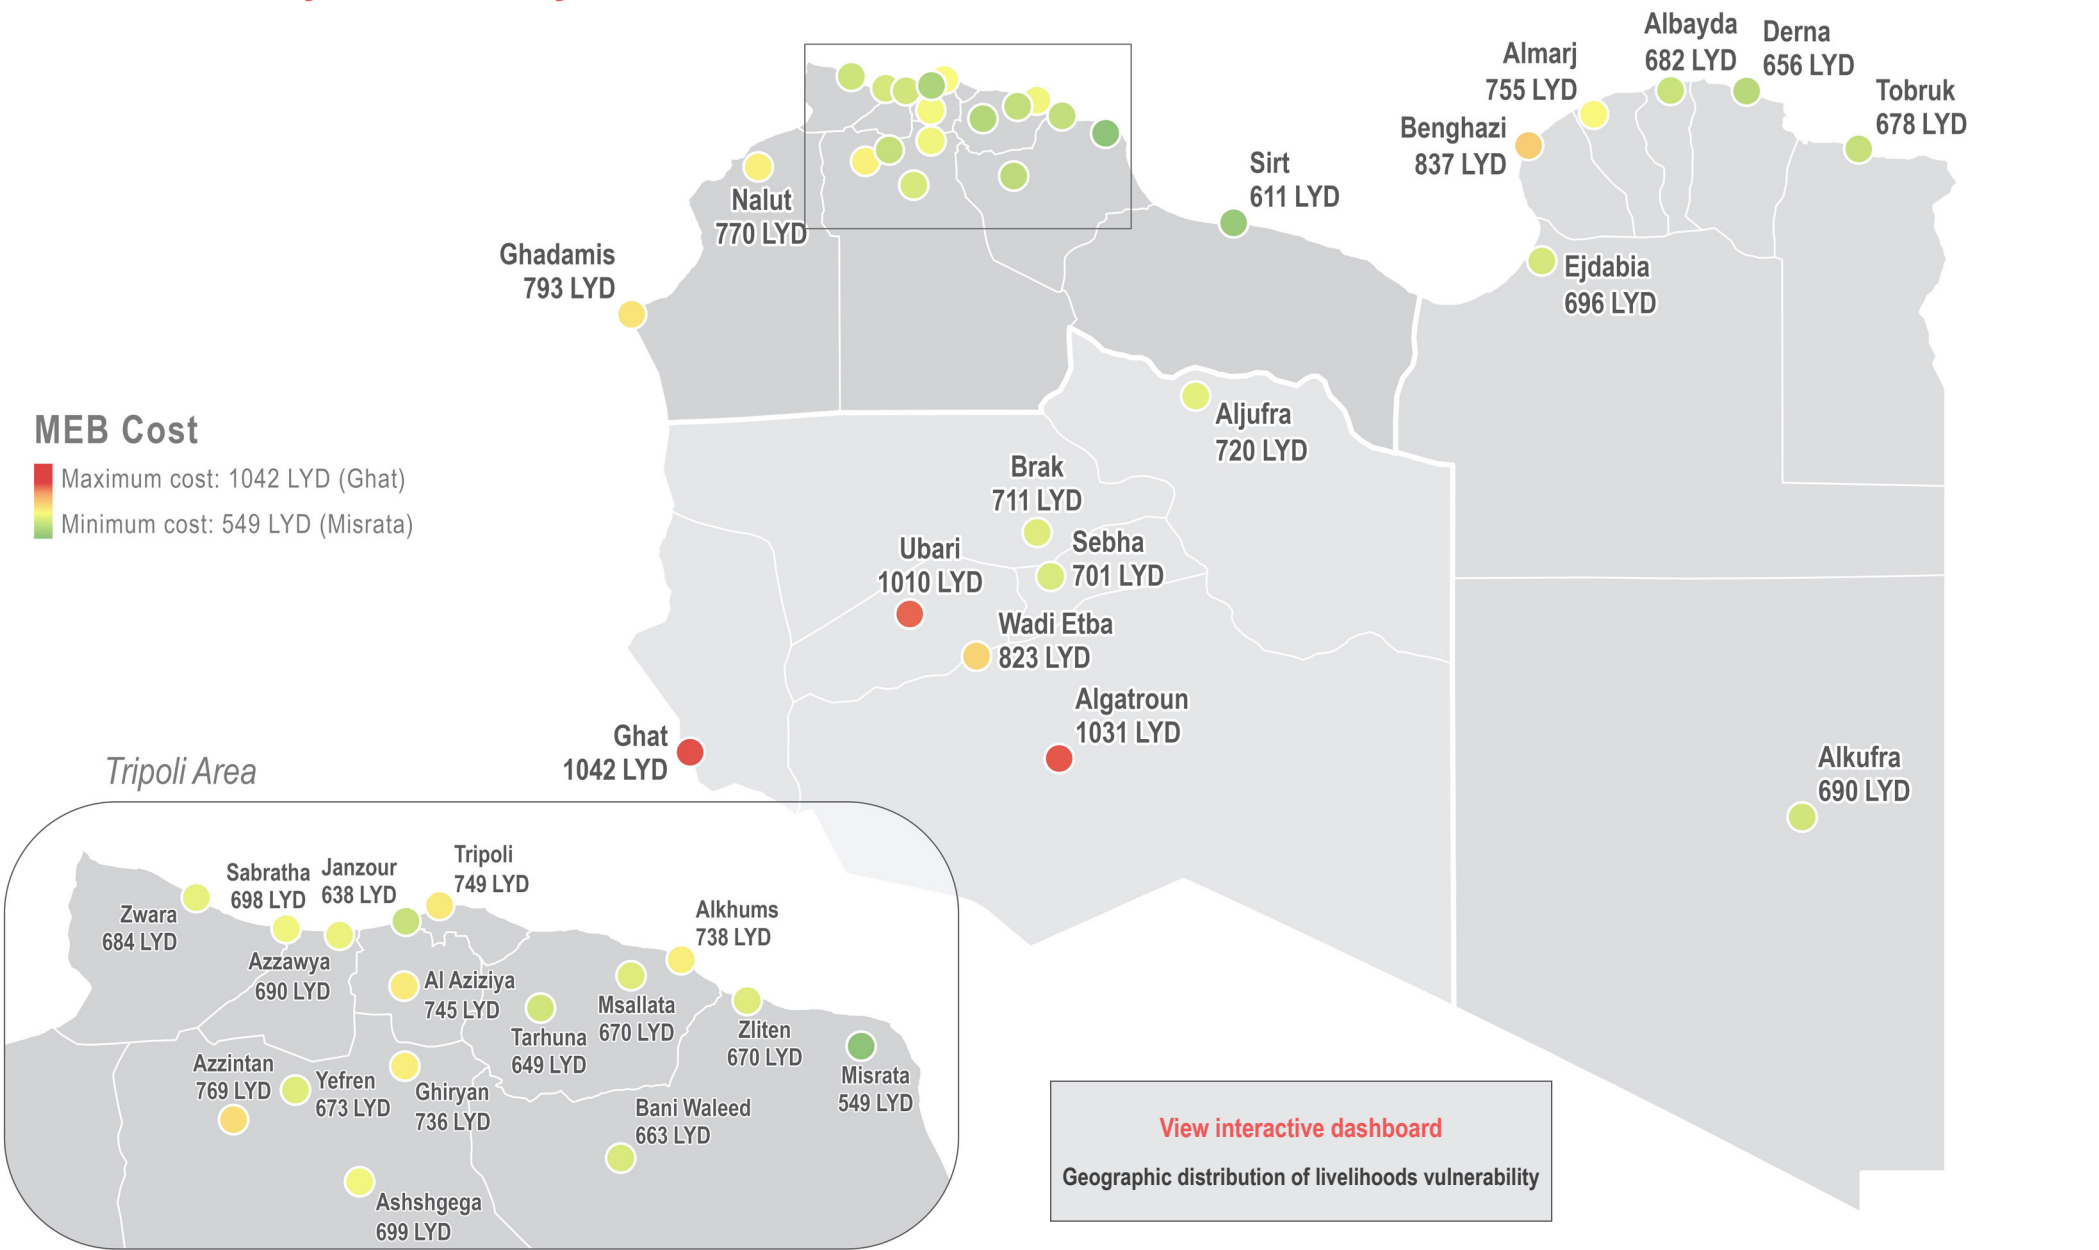 Albayda
682 LYD
Derna
656 LYD
Almarj
755 LYD
Tobruk
678 LYD
Benghazi
837 LYD
Sirt
611 LYD
Nalut
770 LYD
Ghadamis
793 LYD
Ejdabia
696 LYD
MEB Cost
Maximum cost: 1042 LYD (Ghat)
Minimum cost: 549 LYD (Misrata)
Aljufra
720 LYD
Brak
711 LYD
Sebha
701 LYD
Ubari
1010 LYD
Wadi Etba
823 LYD
Algatroun
1031 LYD
Ghat
1042 LYD
Alkufra
690 LYD
Tripoli Area
Tripoli
749 LYD
Sabratha
698 LYD
Janzour
638 LYD
Zwara
684 LYD
Alkhums
738 LYD
Azzawya
690 LYD
Al Aziziya
745 LYD
Msallata
670 LYD
Tarhuna
649 LYD
Zliten
670 LYD
Misrata
549 LYD
Azzintan
769 LYD
Yefren
673 LYD
Ghiryan
736 LYD
Bani Waleed
663 LYD
Ashshgega
699 LYD
View interactive dashboard
Geographic distribution of livelihoods vulnerability